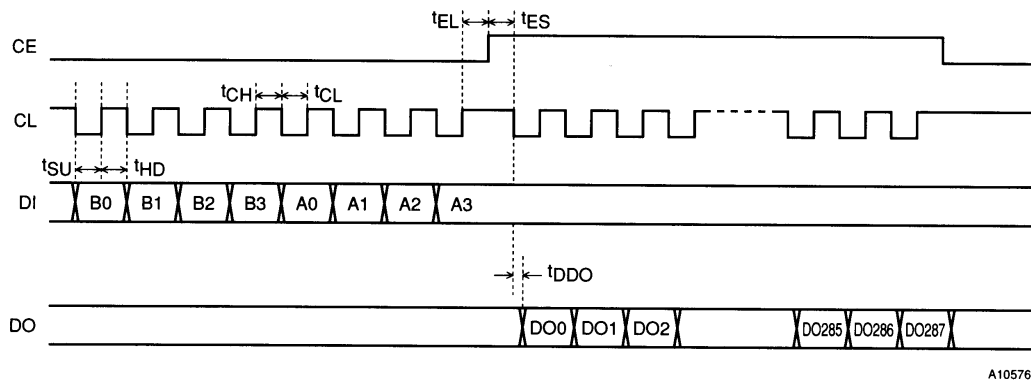 tEL tES
CE
tCH tCL
CL
tSU tHD
DI B0 B1 B2 B3 A0 A1 A2 A3
tDDO
DO DO0 DO1 DO2 DO285 DO286 DO287
A10576